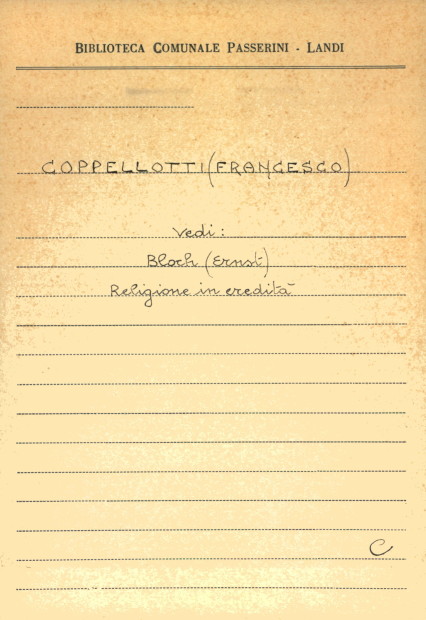 BIBLIOTECA COMUNALE PASSERINI - LANDI
COPPELLOTTI (FRANCESCO)
Vedi:
Bloch (Ernst)
Religione in eredità
C